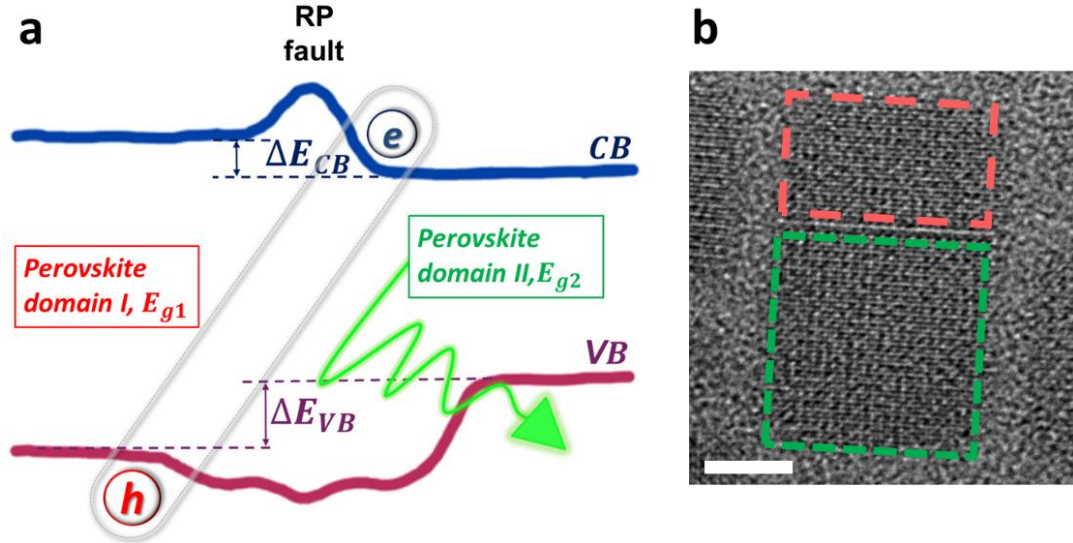 a
RP
fault
b
e
ΔE_CB
CB
Perovskite
domain I, E_g1
Perovskite
domain II,E_g2
VB
ΔE_VB
h